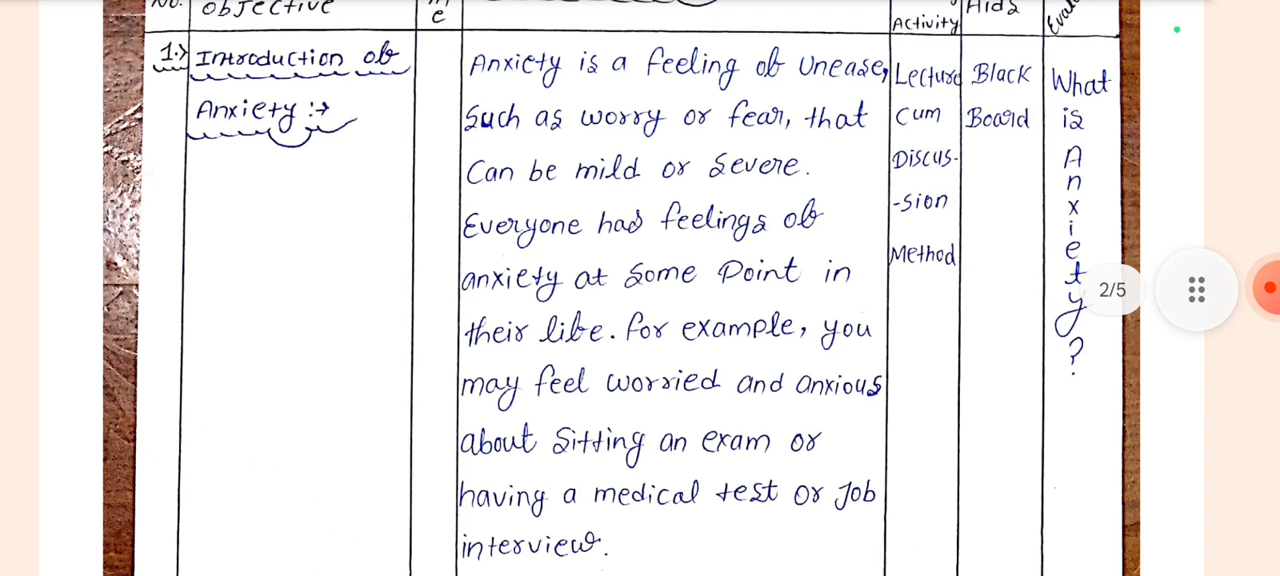 No. Objective
m
e
Activity
Aids
Eval
1.> Introduction of
Anxiety :→
Anxiety is a feeling of unease,
Such as worry or fear, that
Can be mild or severe.
Everyone has feelings of
anxiety at some Point in
their life. for example, you
may feel worried and anxious
about Sitting an exam or
having a medical test or Job
interview.
Lecture
Cum
Discus-
-sion
Method
Black
Board
What
is
A
n
x
i
e
t
y
?
2/5